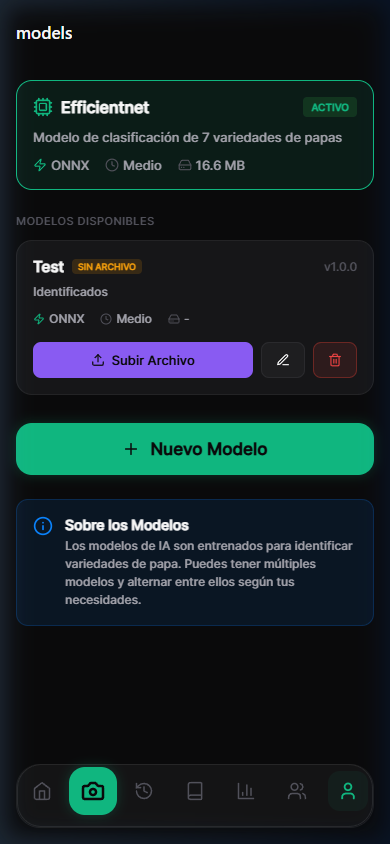 models
Efficientnet ACTIVO
Modelo de clasificación de 7 variedades de papas
ONNX Medio 16.6 MB
MODELOS DISPONIBLES
Test SIN ARCHIVO v1.0.0
Identificados
ONNX Medio -
Subir Archivo
+ Nuevo Modelo
Sobre los Modelos
Los modelos de IA son entrenados para identificar
variedades de papa. Puedes tener múltiples
modelos y alternar entre ellos según tus
necesidades.